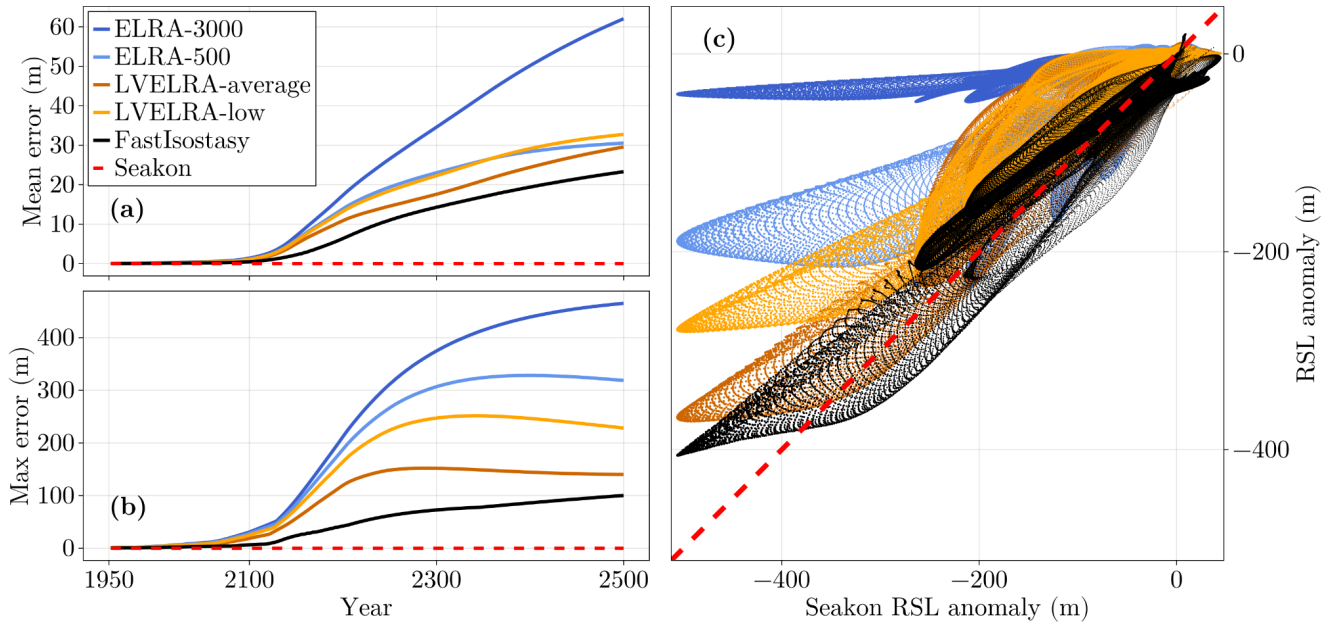 60
50
40
30
20
10
0
Mean error (m)
ELRA-3000
ELRA-500
LVELRA-average
LVELRA-low
FastIsostasy
Seakon
(a)
400
300
200
100
0
Max error (m)
(b)
1950
2100
2300
2500
Year
(c)
0
−200
−400
RSL anomaly (m)
−400
−200
0
Seakon RSL anomaly (m)